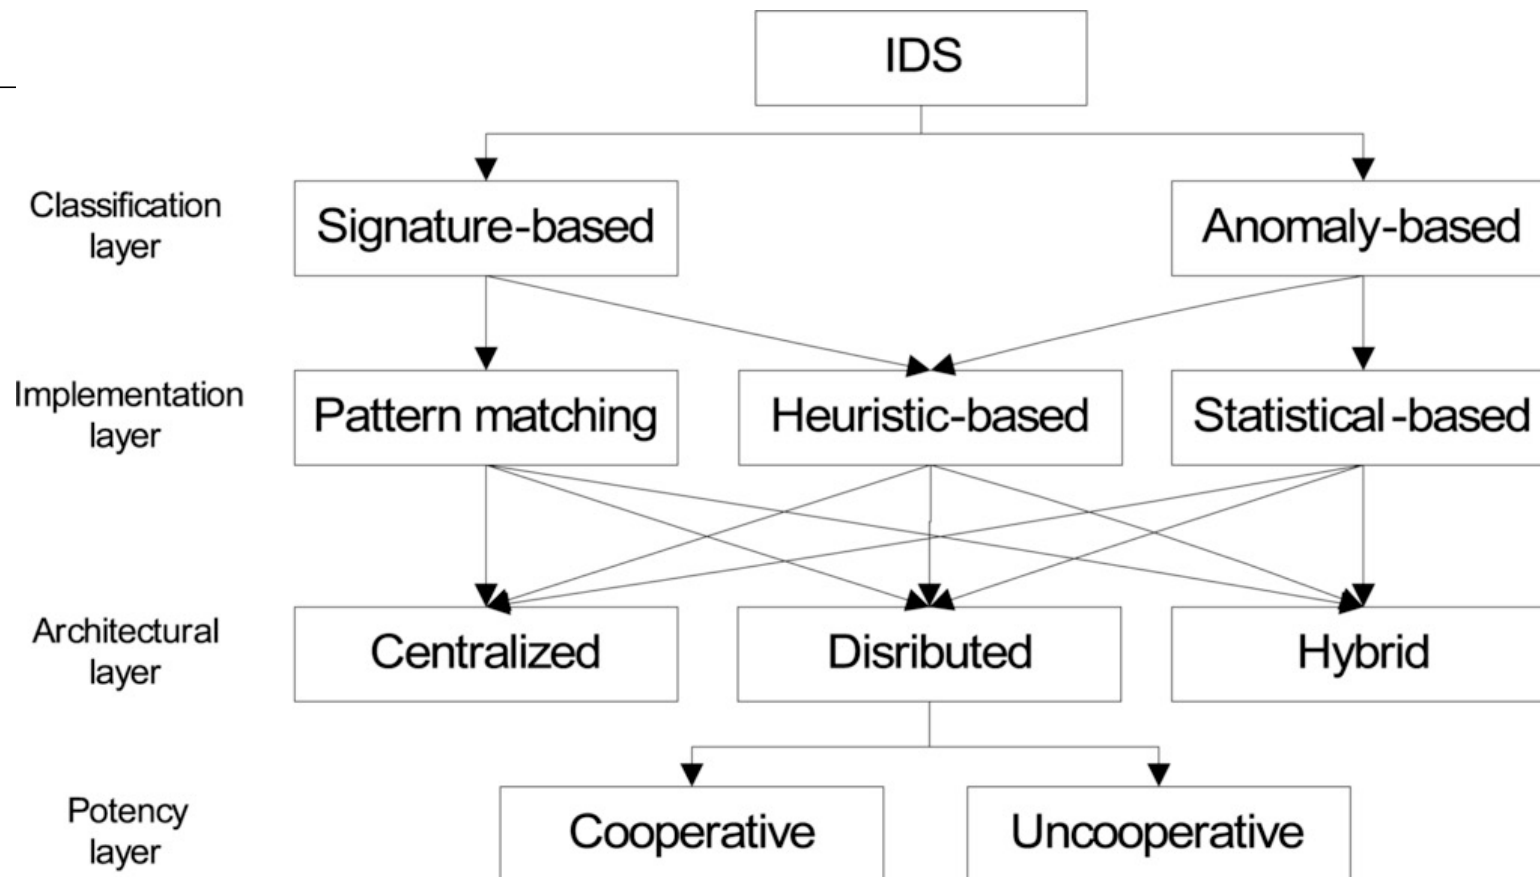 IDS
Classification
layer
Signature-based
Anomaly-based
Implementation
layer
Pattern matching
Heuristic-based
Statistical-based
Architectural
layer
Centralized
Disributed
Hybrid
Potency
layer
Cooperative
Uncooperative